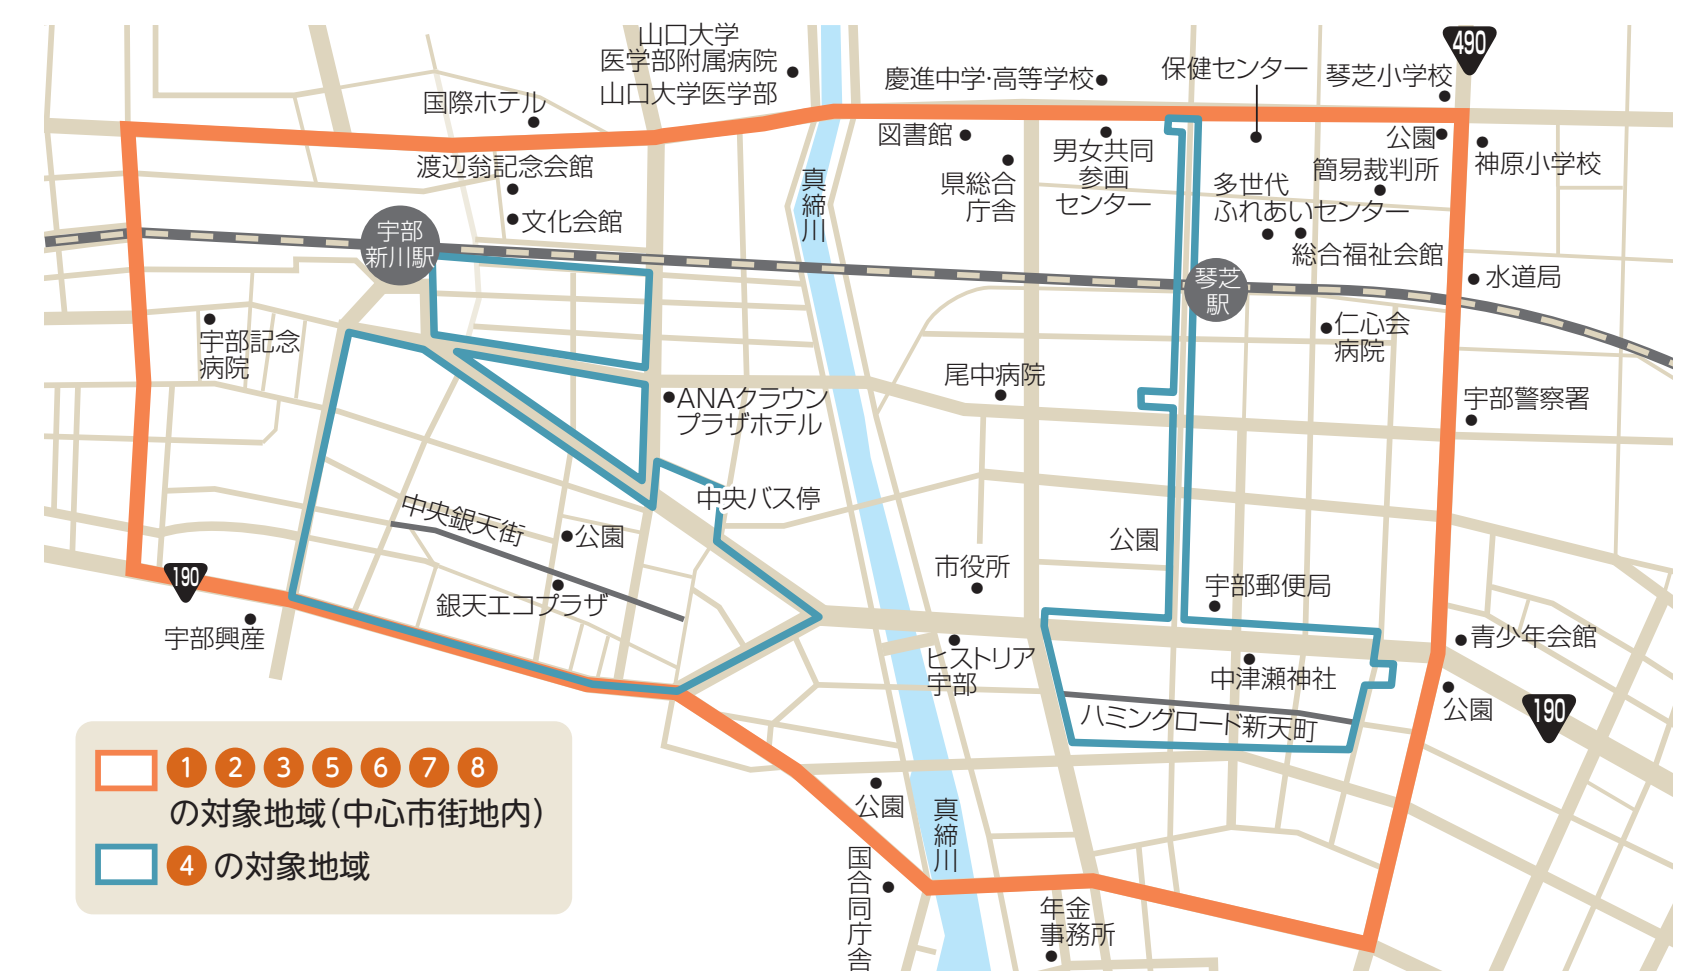 山口大学
医学部附属病院
山口大学医学部
慶進中学・高等学校
保健センター
琴芝小学校
490
国際ホテル
図書館
県総合
庁舎
男女共同
参画
センター
公園
簡易裁判所
神原小学校
渡辺翁記念会館
文化会館
真締川
多世代
ふれあいセンター
総合福祉会館
宇部
新川駅
琴芝
駅
水道局
宇部記念
病院
仁心会
病院
尾中病院
ANAクラウン
プラザホテル
宇部警察署
中央バス停
中央銀天街
公園
公園
市役所
190
銀天エコプラザ
宇部郵便局
宇部興産
ヒストリア
宇部
中津瀬神社
青少年会館
公園
190
ハミングロード新天町
公園
真締川
国合同庁舎
年金
事務所
1 2 3 5 6 7 8
の対象地域(中心市街地内)
4 の対象地域